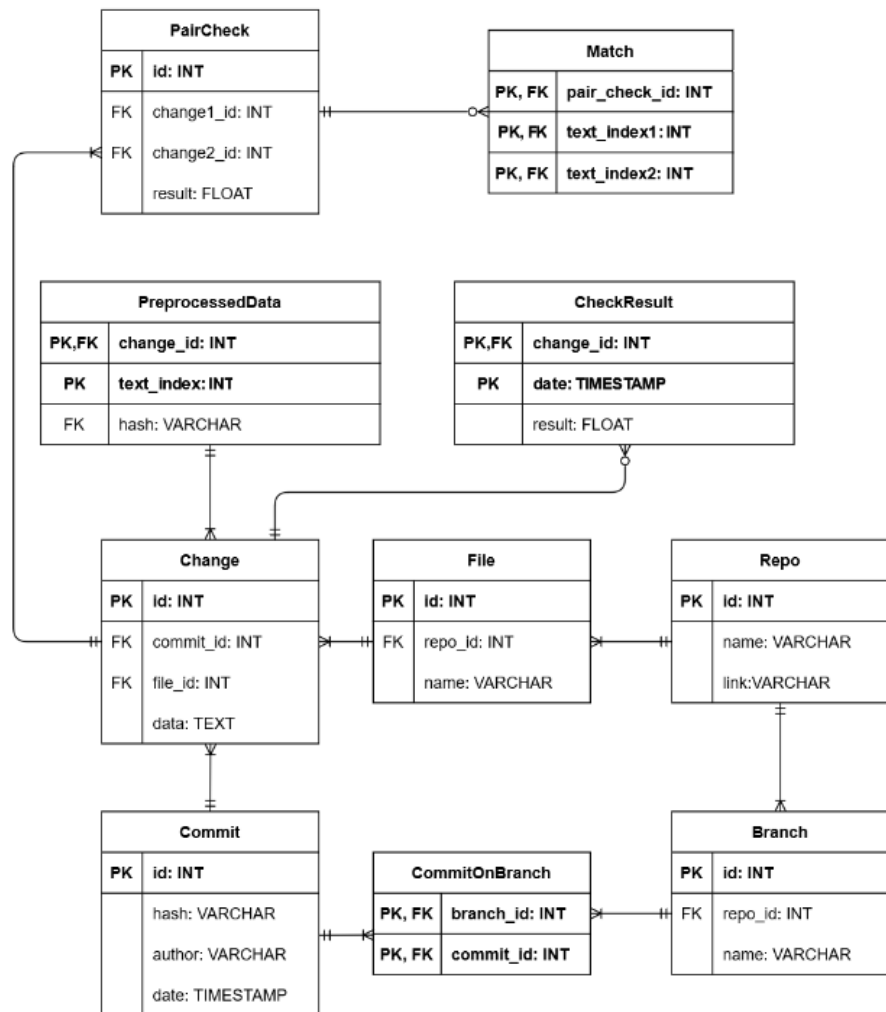 PairCheck
PK id: INT
FK change1_id: INT
FK change2_id: INT
result: FLOAT
Match
PK, FK pair_check_id: INT
PK, FK text_index1: INT
PK, FK text_index2: INT
PreprocessedData
PK,FK change_id: INT
PK text_index: INT
FK hash: VARCHAR
CheckResult
PK,FK change_id: INT
PK date: TIMESTAMP
result: FLOAT
Change
PK id: INT
FK commit_id: INT
FK file_id: INT
data: TEXT
File
PK id: INT
FK repo_id: INT
name: VARCHAR
Repo
PK id: INT
name: VARCHAR
link:VARCHAR
Commit
PK id: INT
hash: VARCHAR
author: VARCHAR
date: TIMESTAMP
CommitOnBranch
PK, FK branch_id: INT
PK, FK commit_id: INT
Branch
PK id: INT
FK repo_id: INT
name: VARCHAR